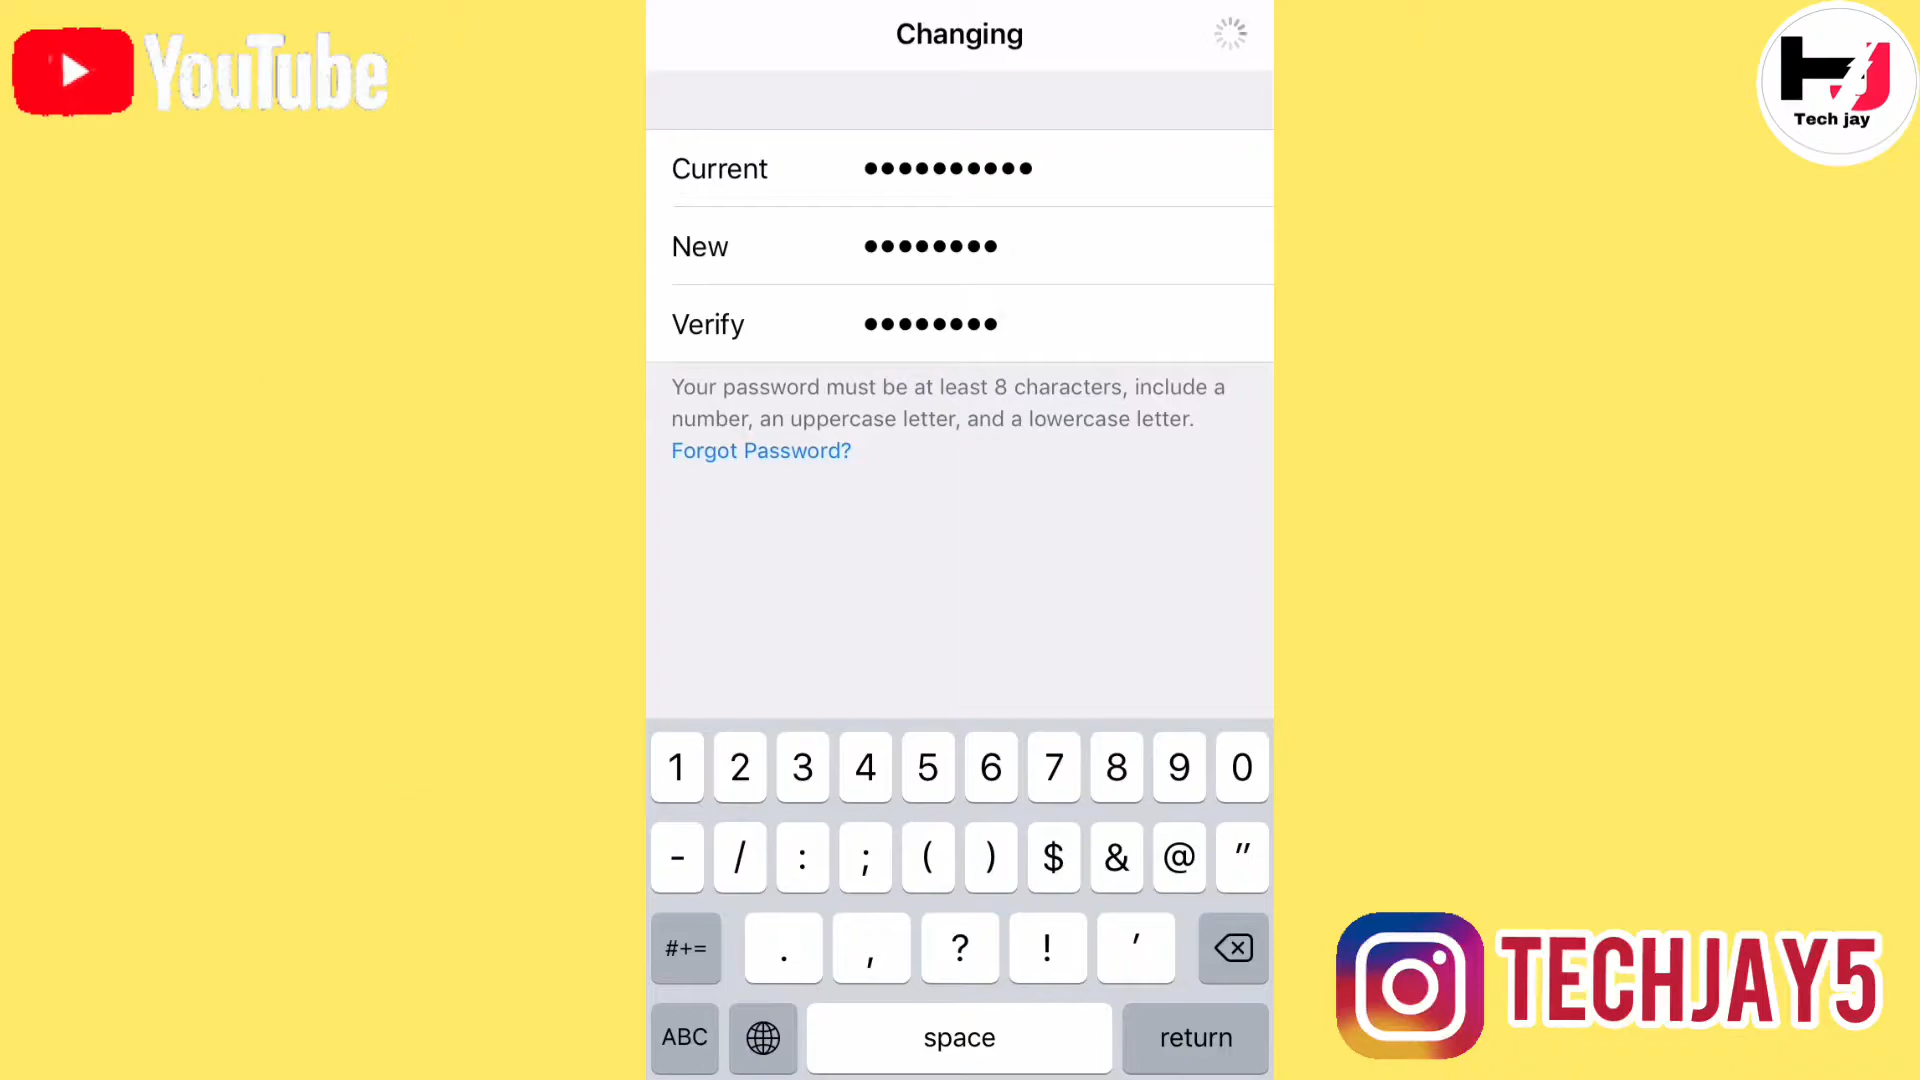 YouTube
Tech jay
Changing
Current ●●●●●●●●●●
New ●●●●●●●●
Verify ●●●●●●●●
Your password must be at least 8 characters, include a
number, an uppercase letter, and a lowercase letter.
Forgot Password?
1 2 3 4 5 6 7 8 9 0
- / : ; ( ) $ & @ "
#+= . , ? ! '
ABC space return
TECHJAY5